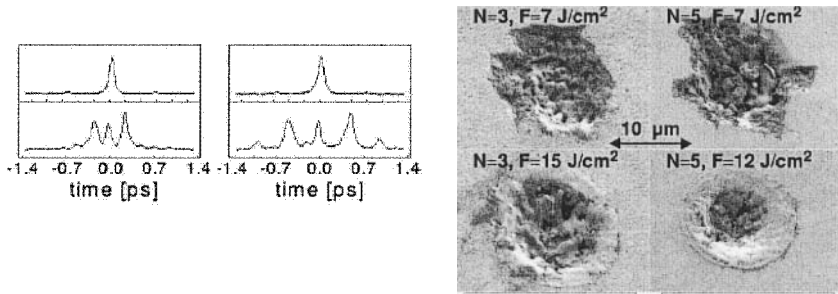 -1.4 -0.7 0.0 0.7 1.4
time [ps]
-1.4 -0.7 0.0 0.7 1.4
time [ps]
N=3, F=7 J/cm²
N=5, F=7 J/cm²
10 µm
N=3, F=15 J/cm²
N=5, F=12 J/cm²